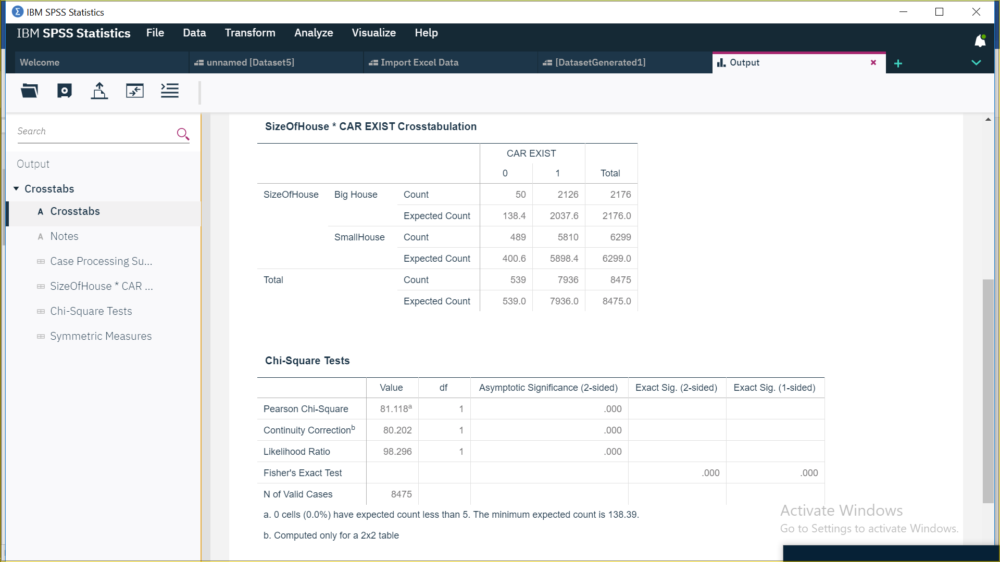 IBM SPSS Statistics
IBM SPSS Statistics File Data Transform Analyze Visualize Help
Welcome unnamed [Dataset5] Import Excel Data [DatasetGenerated1] Output
Search
Output
Crosstabs
A Crosstabs
A Notes
Case Processing Su...
SizeOfHouse * CAR ...
Chi-Square Tests
Symmetric Measures
SizeOfHouse * CAR EXIST Crosstabulation
CAR EXIST
0 1 Total
SizeOfHouse Big House Count 50 2126 2176
Expected Count 138.4 2037.6 2176.0
SmallHouse Count 489 5810 6299
Expected Count 400.6 5898.4 6299.0
Total Count 539 7936 8475
Expected Count 539.0 7936.0 8475.0
Chi-Square Tests
Value df Asymptotic Significance (2-sided) Exact Sig. (2-sided) Exact Sig. (1-sided)
Pearson Chi-Square 81.118a 1 .000
Continuity Correctionb 80.202 1 .000
Likelihood Ratio 98.296 1 .000
Fisher's Exact Test .000 .000
N of Valid Cases 8475
a. 0 cells (0.0%) have expected count less than 5. The minimum expected count is 138.39.
b. Computed only for a 2x2 table
Activate Windows
Go to Settings to activate Windows.